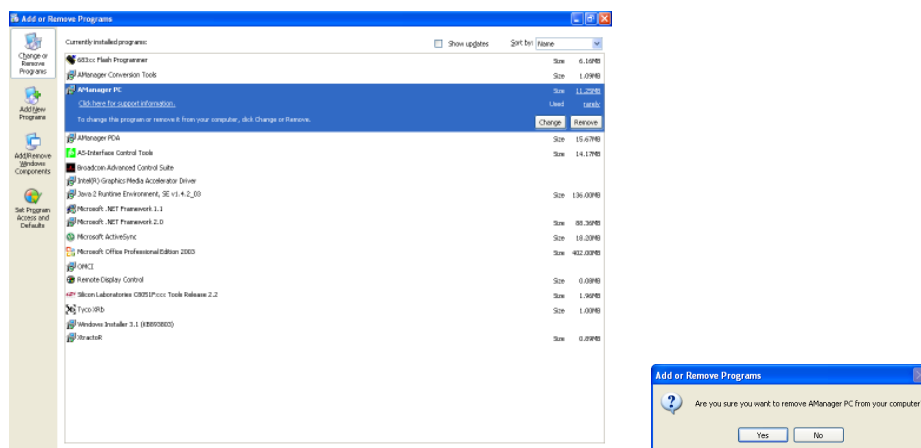 Add or Remove Programs
Change or
Remove
Programs
Add New
Programs
Add/Remove
Windows
Components
Set Program
Access and
Defaults
Currently installed programs:
Show updates
Sort by: Name
683xx Flash Programmer Size 6.16MB
AManager Conversion Tools Size 1.09MB
AManager PC Size 11.25MB
Click here for support information. Used rarely
To change this program or remove it from your computer, click Change or Remove. Change Remove
AManager PDA Size 15.67MB
AS-Interface Control Tools Size 14.17MB
Broadcom Advanced Control Suite
Intel(R) Graphics Media Accelerator Driver
Java 2 Runtime Environment, SE v1.4.2_03 Size 136.00MB
Microsoft .NET Framework 1.1
Microsoft .NET Framework 2.0 Size 88.36MB
Microsoft ActiveSync Size 18.20MB
Microsoft Office Professional Edition 2003 Size 402.00MB
OMCI
Remote Display Control Size 0.08MB
Silicon Laboratories C8051Fxxx Tools Release 2.2 Size 1.96MB
Tyco XRb Size 1.00MB
Windows Installer 3.1 (KB893803)
XtractoR Size 0.89MB
Add or Remove Programs
Are you sure you want to remove AManager PC from your computer
Yes No